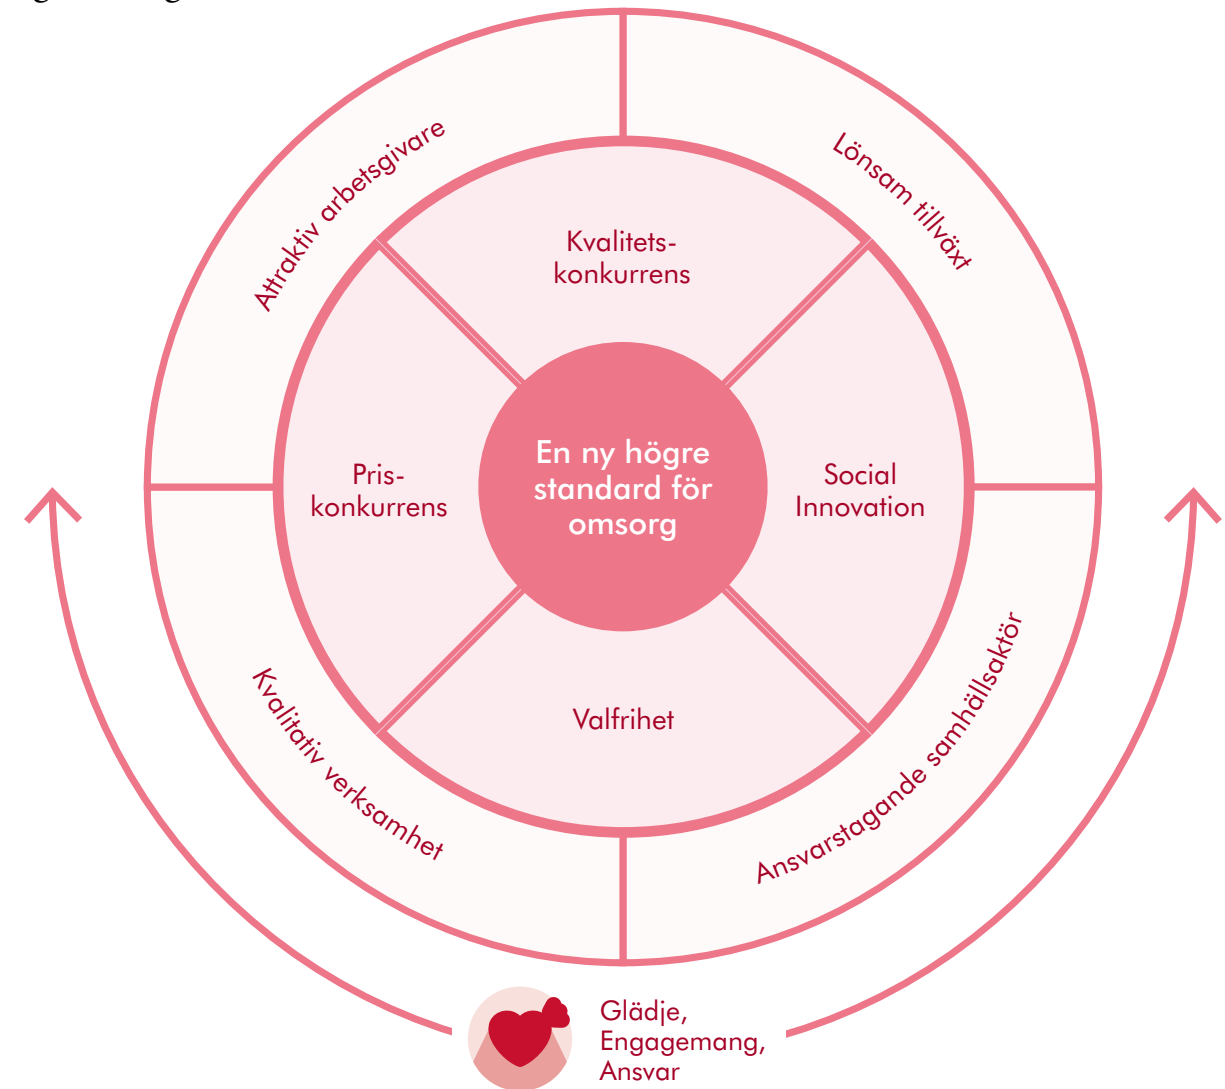 Attraktiv arbetsgivare
Lönsam tillväxt
Kvalitets-
konkurrens
Pris-
konkurrens
En ny högre
standard för
omsorg
Social
Innovation
Valfrihet
Kvalitativ verksamhet
Ansvarstagande samhällsaktör
Glädje,
Engagemang,
Ansvar